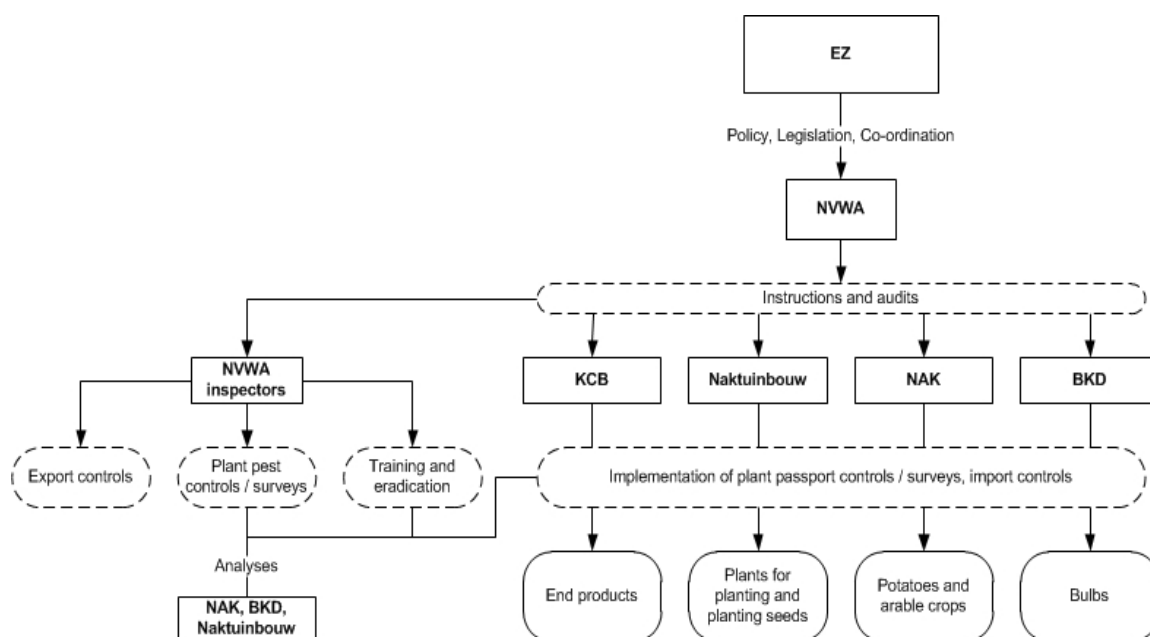 EZ
Policy, Legislation, Co-ordination
NVWA
Instructions and audits
NVWA
inspectors
KCB
Naktuinbouw
NAK
BKD
Export controls
Plant pest
controls / surveys
Training and
eradication
Implementation of plant passport controls / surveys, import controls
Analyses
End products
Plants for
planting and
planting seeds
Potatoes and
arable crops
Bulbs
NAK, BKD,
Naktuinbouw